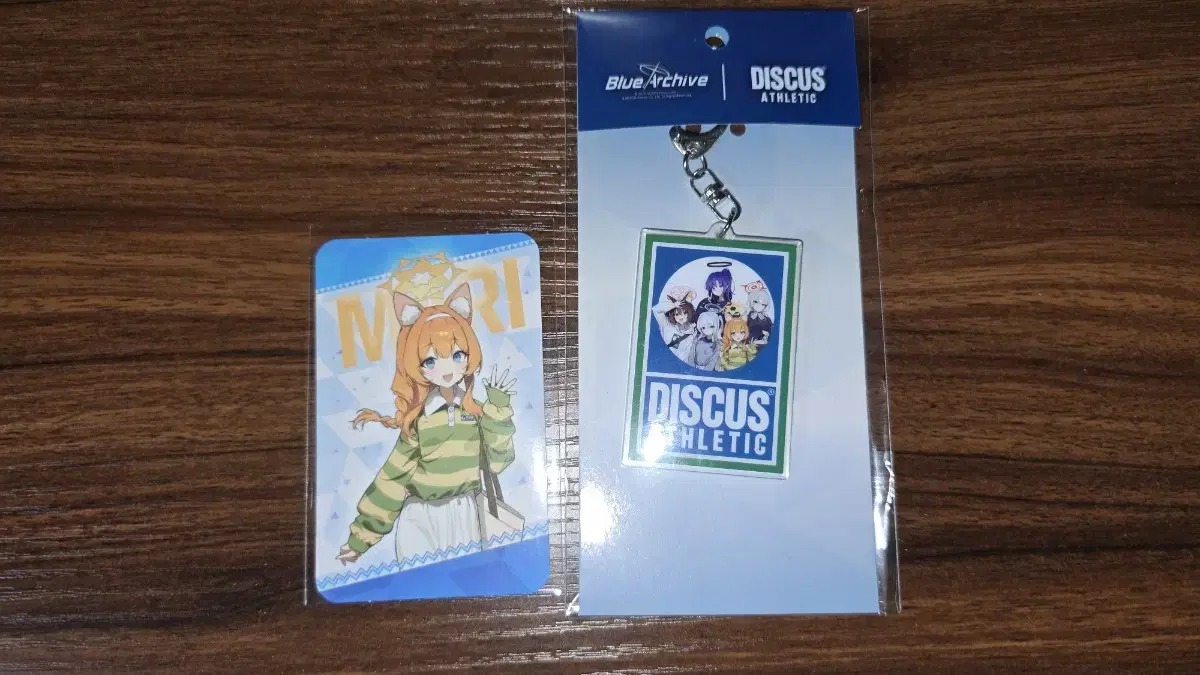 MARI
Blue Archive
DISCUS
ATHLETIC
DISCUS®
ATHLETIC